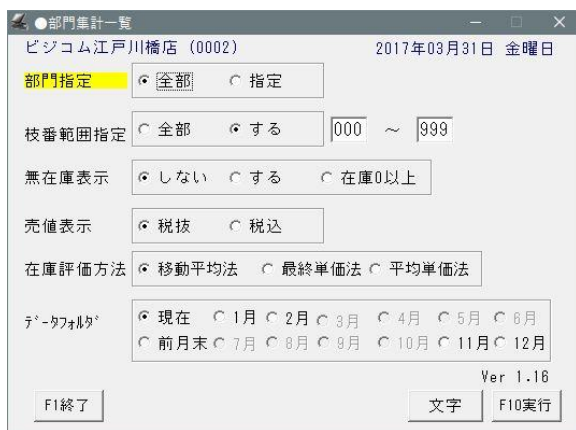 ●部門集計一覧
ビジコム江戸川橋店 (0002) 2017年03月31日 金曜日
部門指定 全部 指定
枝番範囲指定 全部 する 000 ~ 999
無在庫表示 しない する 在庫0以上
売値表示 税抜 税込
在庫評価方法 移動平均法 最終単価法 平均単価法
データフォルダ 現在 1月 2月 3月 4月 5月 6月
前月末 7月 8月 9月 10月 11月 12月
Ver 1.16
F1終了 文字 F10実行